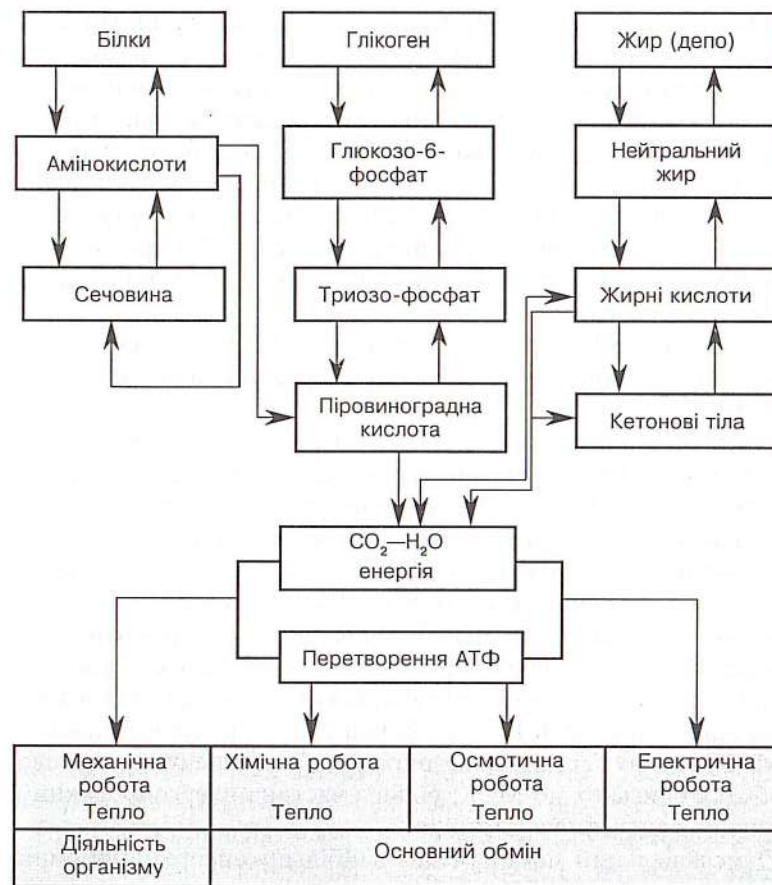 Білки
Глікоген
Жир (депо)
Амінокислоти
Глюкозо-6-
фосфат
Нейтральний
жир
Сечовина
Триозо-фосфат
Жирні кислоти
Піровиноградна
кислота
Кетонові тіла
CO₂—H₂O
енергія
Перетворення АТФ
Механічна
робота
Тепло
Хімічна робота
Тепло
Осмотична
робота
Тепло
Електрична
робота
Тепло
Діяльність
організму
Основний обмін